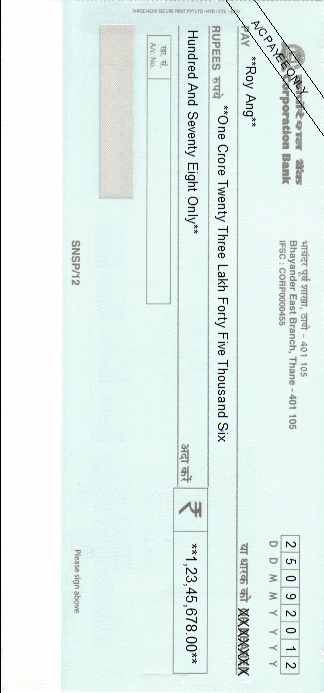 THREE MICHI SECURE PRINT PVT LTD - HYD / CTS - 2010
A/C PAYEE ONLY
कारपोरेशन बैंक
Corporation Bank
भायंदर पूर्व शाखा, ठाणे - 401 105
Bhayander East Branch, Thane - 401 105
IFSC : CORP0000455
2 5 0 9 2 0 1 2
D D M M Y Y Y Y
PAY **Roy Ang** या धारक को
RUPEES रुपये **One Crore Twenty Three Lakh Forty Five Thousand Six
Hundred And Seventy Eight Only** अदा करें ₹ **1,23,45,678.00**
खा. सं.
A/c. No.
SNSP/12
Please sign above